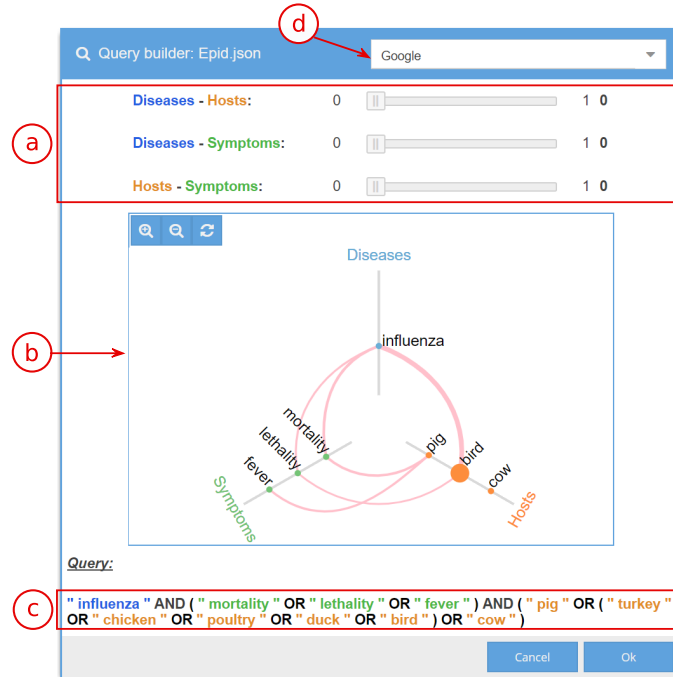 d
Query builder: Epid.json
Google
a
Diseases - Hosts: 0 1 0
Diseases - Symptoms: 0 1 0
Hosts - Symptoms: 0 1 0
b
Diseases
influenza
mortality
lethality
fever
Symptoms
pig
bird
cow
Hosts
Query:
c
" influenza " AND ( " mortality " OR " lethality " OR " fever " ) AND ( " pig " OR ( " turkey "
OR " chicken " OR " poultry " OR " duck " OR " bird " ) OR " cow " )
Cancel
Ok